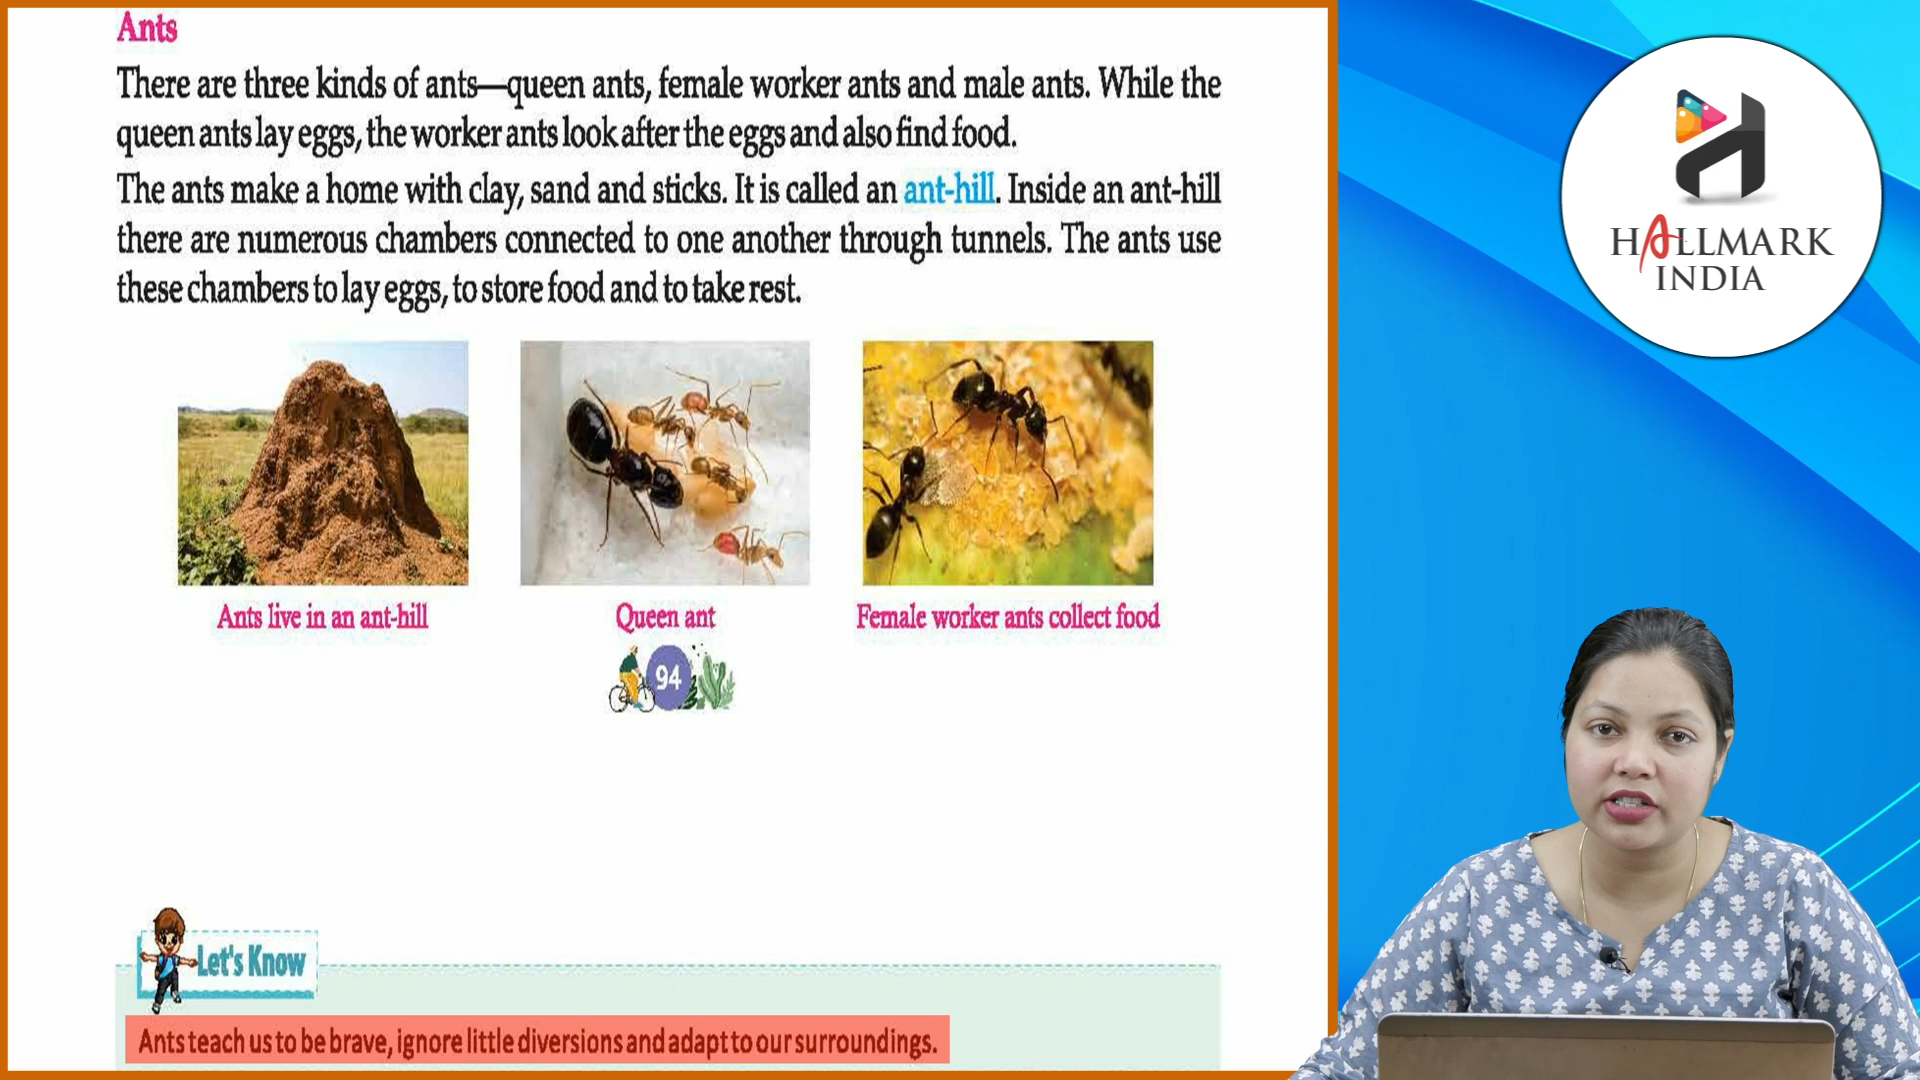 Ants
There are three kinds of ants—queen ants, female worker ants and male ants. While the
queen ants lay eggs, the worker ants look after the eggs and also find food.
The ants make a home with clay, sand and sticks. It is called an ant-hill. Inside an ant-hill
there are numerous chambers connected to one another through tunnels. The ants use
these chambers to lay eggs, to store food and to take rest.
Ants live in an ant-hill
Queen ant
Female worker ants collect food
94
Let's Know
Ants teach us to be brave, ignore little diversions and adapt to our surroundings.
HALLMARK
INDIA